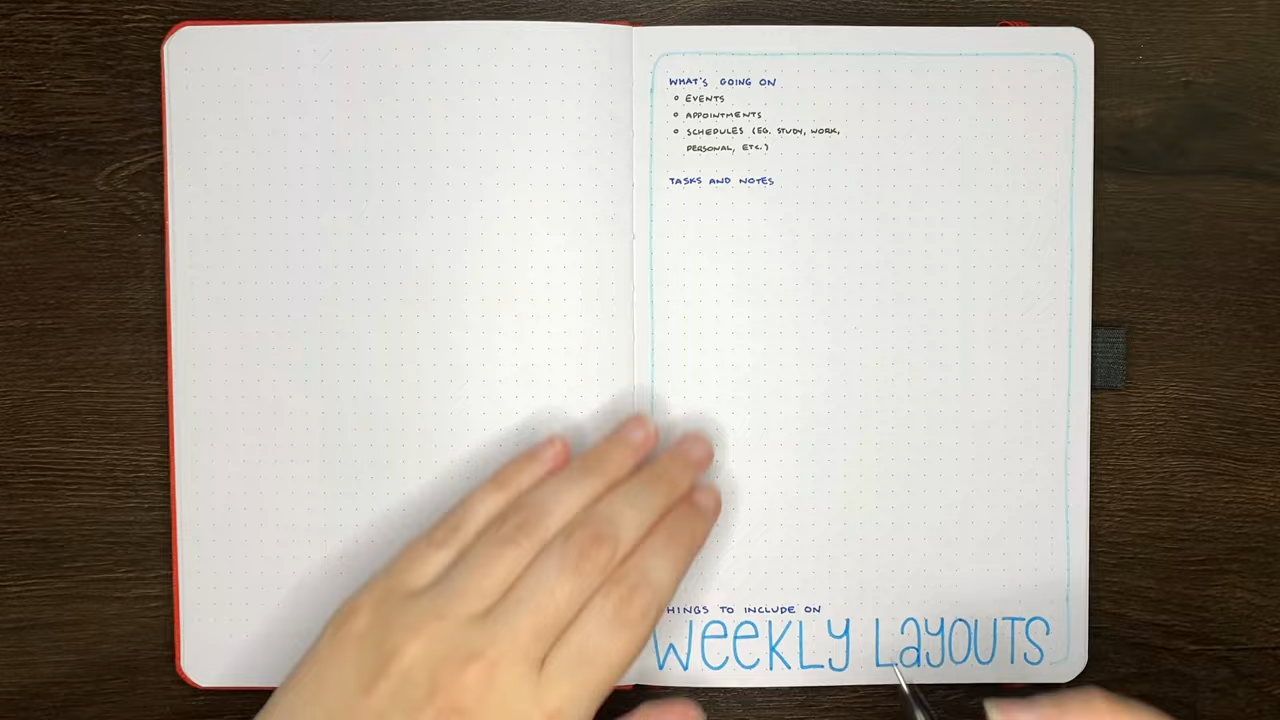 WHAT'S GOING ON
EVENTS
APPOINTMENTS
SCHEDULES (EG. STUDY, WORK,
PERSONAL, ETC.)
TASKS AND NOTES
HINGS TO INCLUDE ON
WEEKLY LAYOUTS